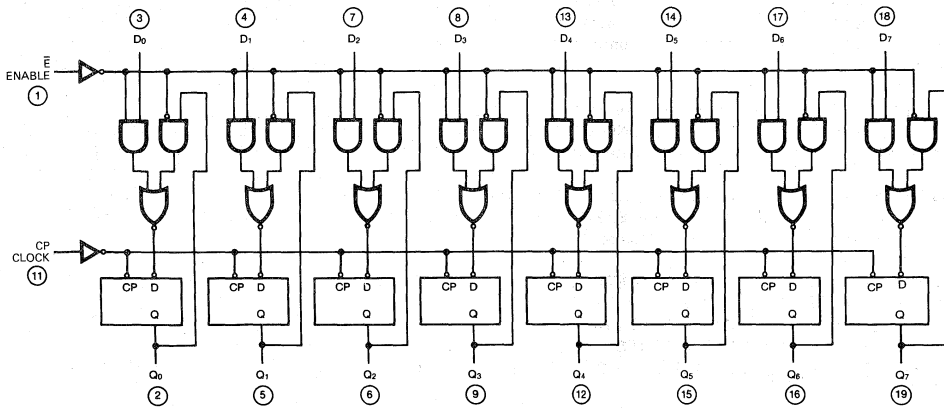 3 4 7 8 13 14 17 18
D0 D1 D2 D3 D4 D5 D6 D7
E
ENABLE
1
CP
CLOCK
11
CP D CP D CP D CP D CP D CP D CP D CP D
Q Q Q Q Q Q Q Q
Q0 Q1 Q2 Q3 Q4 Q5 Q6 Q7
2 5 6 9 12 15 16 19